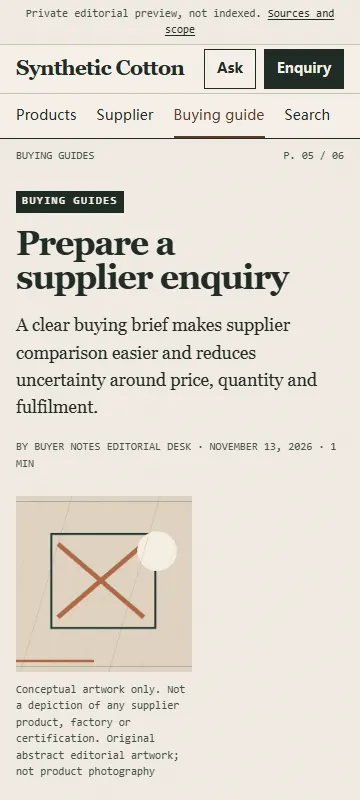 Private editorial preview, not indexed. Sources and
scope
Synthetic Cotton
Ask
Enquiry
Products
Supplier
Buying guide
Search
BUYING GUIDES
P. 05 / 06
BUYING GUIDES
Prepare a
supplier enquiry
A clear buying brief makes supplier
comparison easier and reduces
uncertainty around price, quantity and
fulfilment.
BY BUYER NOTES EDITORIAL DESK · NOVEMBER 13, 2026 · 1
MIN
Conceptual artwork only. Not
a depiction of any supplier
product, factory or
certification. Original
abstract editorial artwork;
not product photography